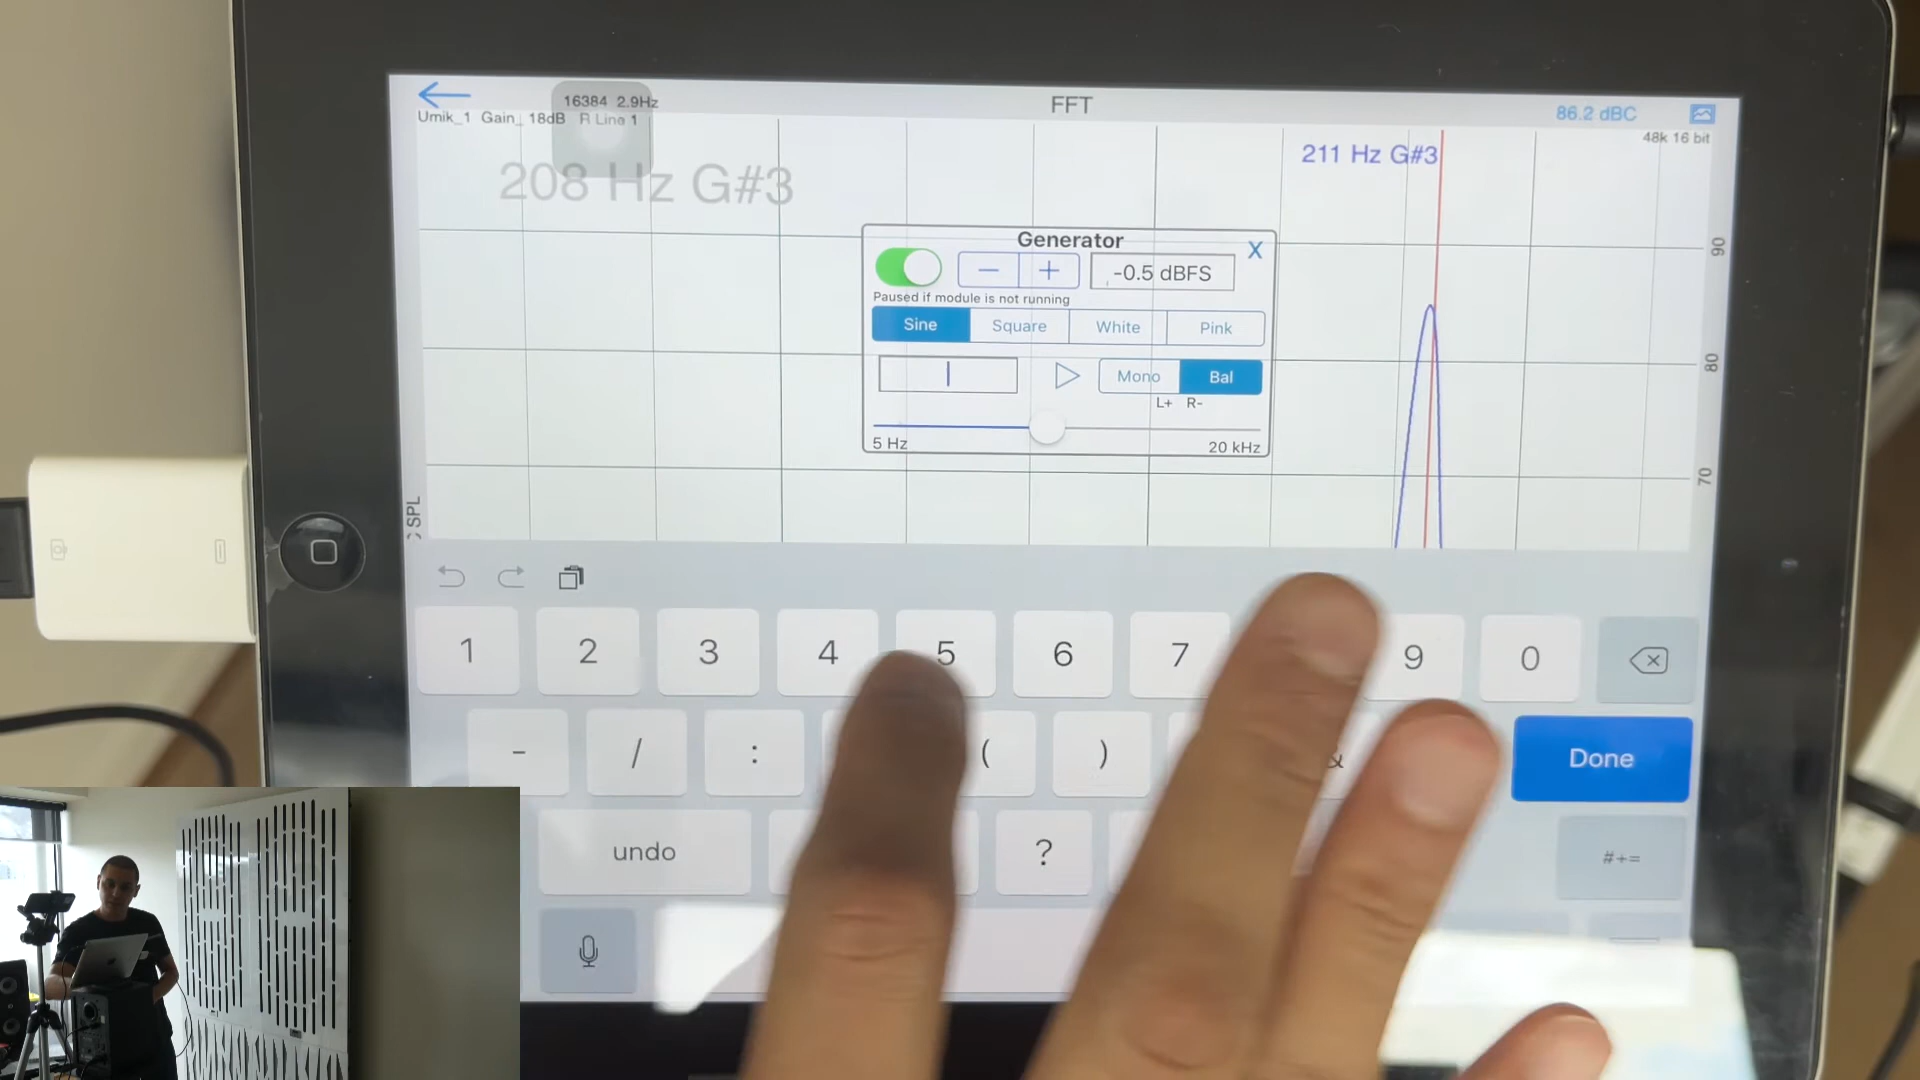 16384 2.9Hz
FFT
86.2 dBC
Umik_1 Gain_ 18dB R Line 1
48k 16 bit
211 Hz G#3
208 Hz G#3
Generator
X
90
- + -0.5 dBFS
Paused if module is not running
Sine Square White Pink
80
Mono Bal
L+ R-
5 Hz 20 kHz
70
SPL
1 2 3 4 5 6 7 9 0
- / : ( ) &
Done
undo ? #+=